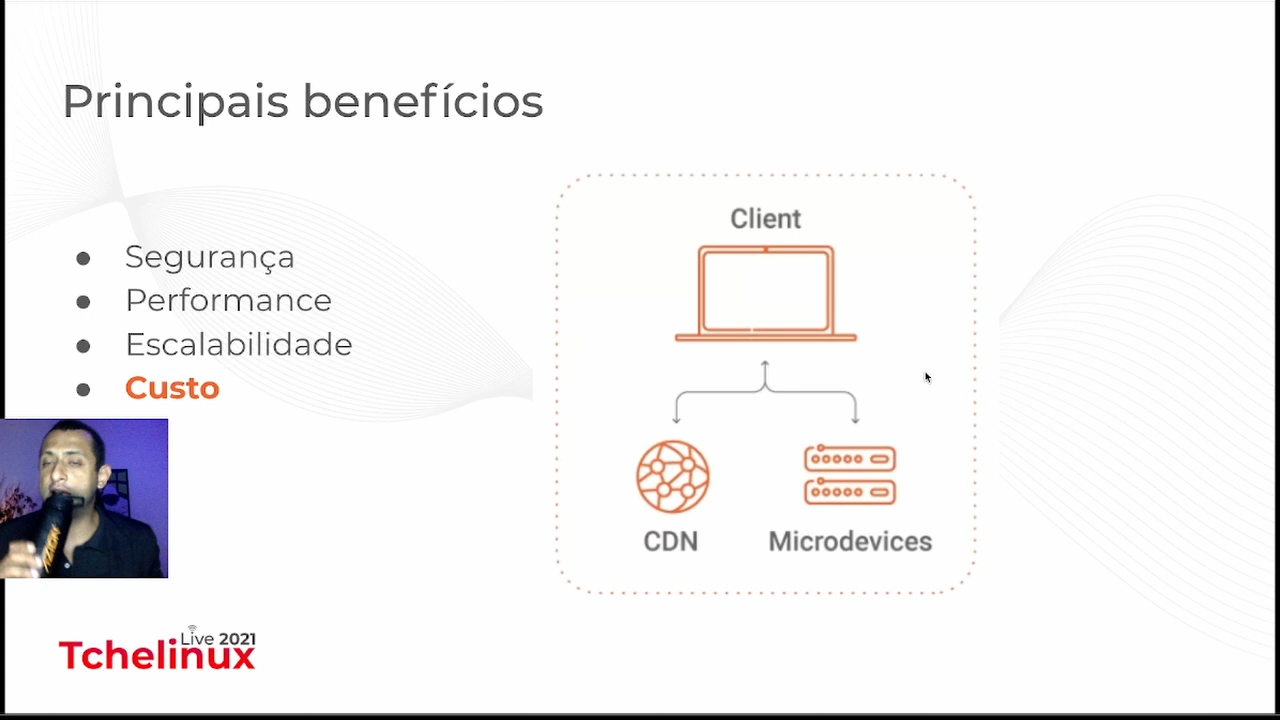 Principais benefícios
Segurança
Performance
Escalabilidade
Custo
Client
CDN
Microdevices
Live 2021
Tchelinux